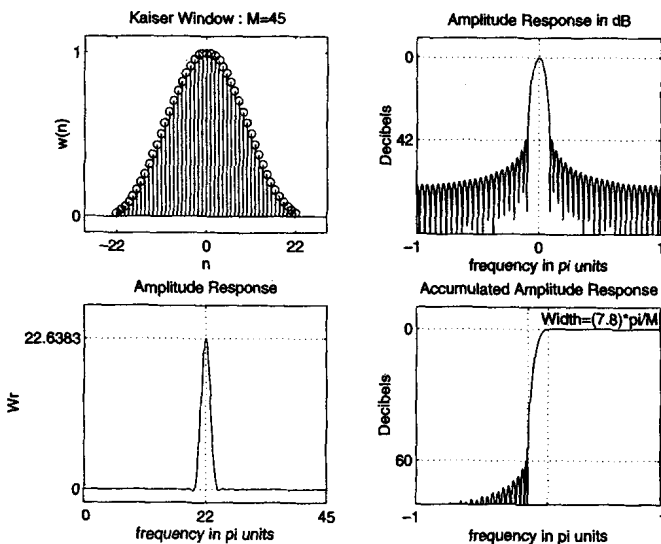 Kaiser Window : M=45
1
w(n)
0
−22
0
22
n
Amplitude Response in dB
0
Decibels
42
-1
0
1
frequency in pi units
Amplitude Response
22.6383
Wr
0
0
22
45
frequency in pi units
Accumulated Amplitude Response
Width=(7.8)*pi/M
0
Decibels
60
-1
1
frequency in pi units